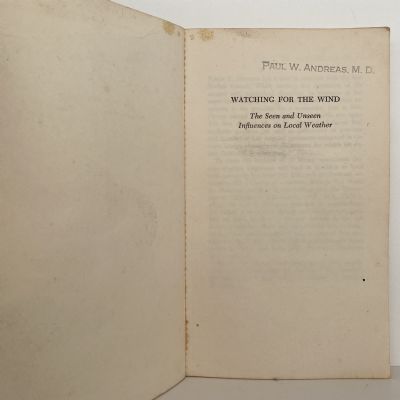 PAUL W. ANDREAS, M. D.
WATCHING FOR THE WIND
The Seen and Unseen
Influences on Local Weather